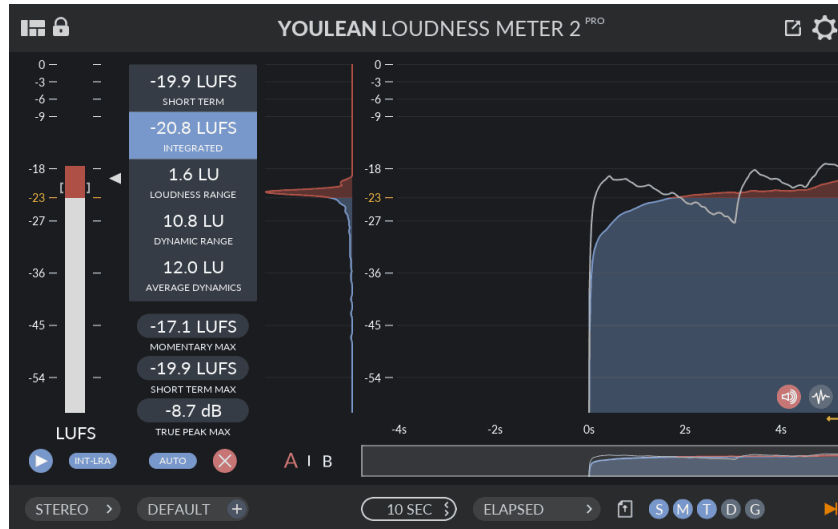 YOULEAN LOUDNESS METER 2 PRO
0
-3
-6
-9
-18
-23
-27
-36
-45
-54
LUFS
-19.9 LUFS
SHORT TERM
-20.8 LUFS
INTEGRATED
1.6 LU
LOUDNESS RANGE
10.8 LU
DYNAMIC RANGE
12.0 LU
AVERAGE DYNAMICS
-17.1 LUFS
MOMENTARY MAX
-19.9 LUFS
SHORT TERM MAX
-8.7 dB
TRUE PEAK MAX
0
-3
-6
-9
-18
-23
-27
-36
-45
-54
-4s -2s 0s 2s 4s
INT-LRA AUTO A B
STEREO DEFAULT + 10 SEC ELAPSED S M T D G